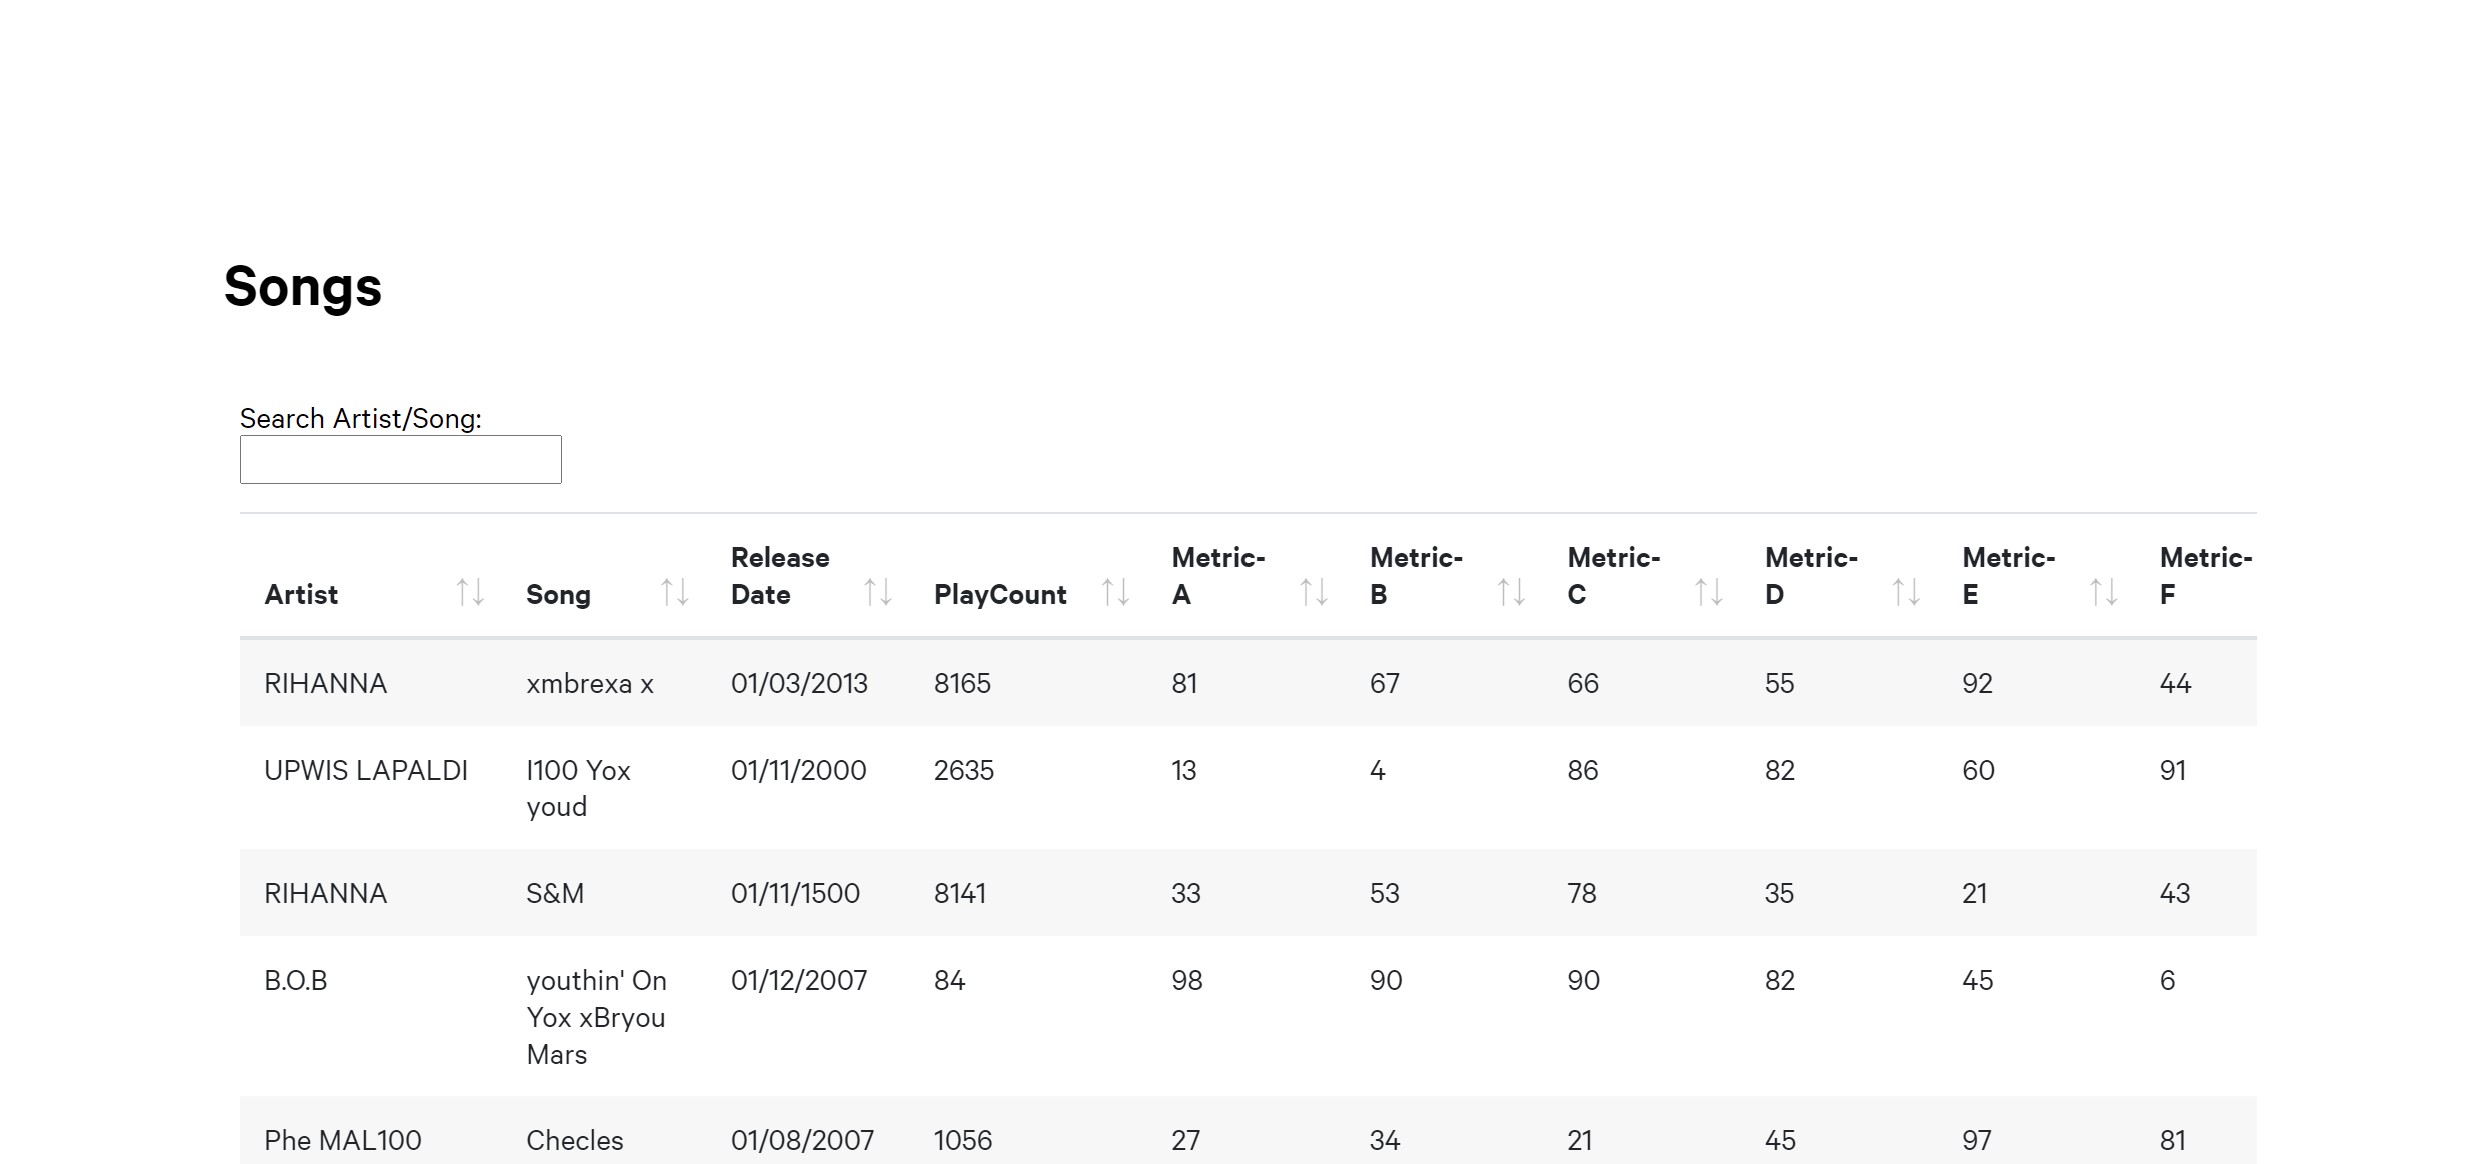 Songs
Search Artist/Song:
Artist Song Release Date PlayCount Metric-A Metric-B Metric-C Metric-D Metric-E Metric-F
RIHANNA xmbrexa x 01/03/2013 8165 81 67 66 55 92 44
UPWIS LAPALDI I100 Yox youd 01/11/2000 2635 13 4 86 82 60 91
RIHANNA S&M 01/11/1500 8141 33 53 78 35 21 43
B.O.B youthin' On Yox xBryou Mars 01/12/2007 84 98 90 90 82 45 6
Phe MAL100 Checles 01/08/2007 1056 27 34 21 45 97 81